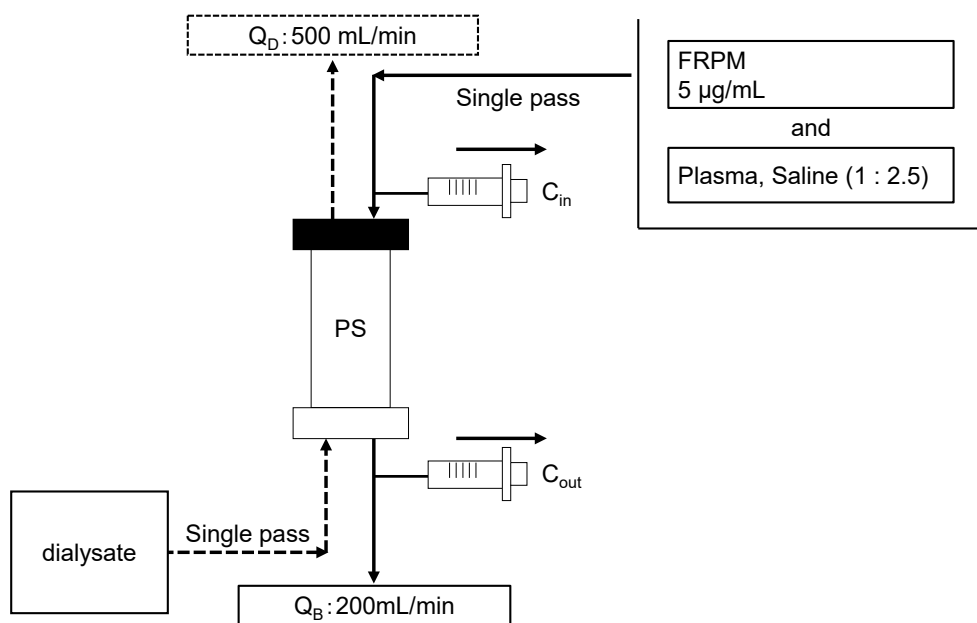 Q_D : 500 mL/min
FRPM
5 µg/mL
and
Plasma, Saline (1 : 2.5)
Single pass
C_in
PS
C_out
Single pass
dialysate
Q_B : 200mL/min